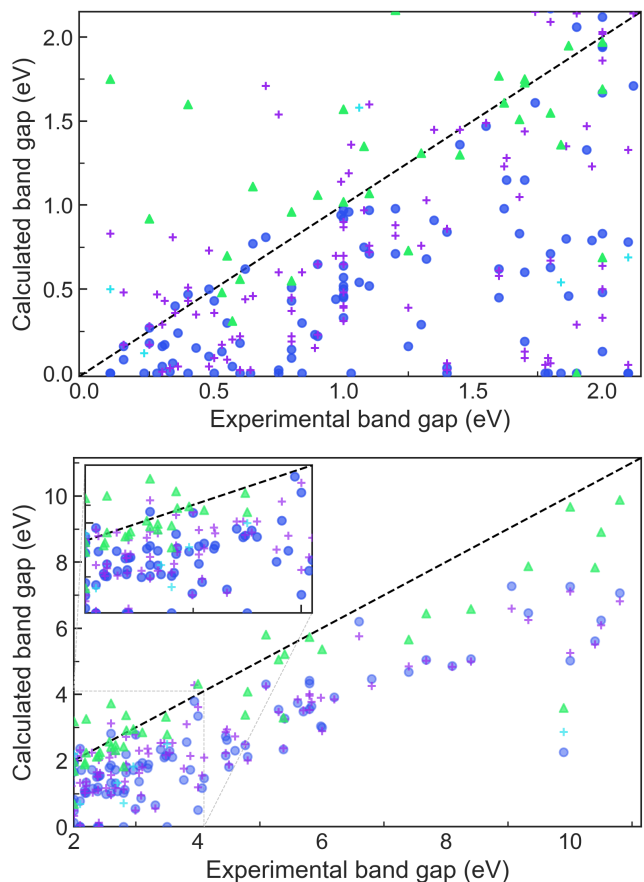 2.0
1.5
1.0
0.5
0.0
Calculated band gap (eV)
0.0 0.5 1.0 1.5 2.0
Experimental band gap (eV)
10
8
6
4
2
0
Calculated band gap (eV)
2 4 6 8 10
Experimental band gap (eV)